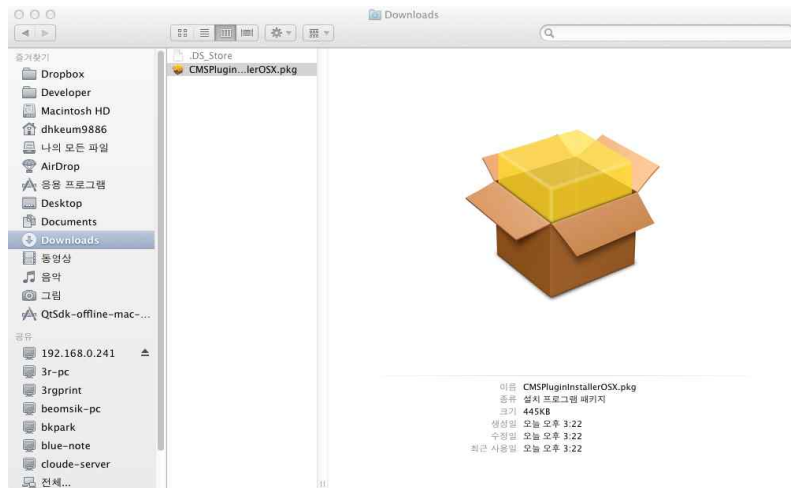 Downloads
즐겨찾기
Dropbox
Developer
Macintosh HD
dhkeum9886
나의 모든 파일
AirDrop
응용 프로그램
Desktop
Documents
Downloads
동영상
음악
그림
QtSdk-offline-mac-...
공유
192.168.0.241
3r-pc
3rgprint
beomsik-pc
bkpark
blue-note
cloude-server
전체...
.DS_Store
CMSPlugin...lerOSX.pkg
이름 CMSPluginInstallerOSX.pkg
종류 설치 프로그램 패키지
크기 445KB
생성일 오늘 오후 3:22
수정일 오늘 오후 3:22
최근 사용일 오늘 오후 3:22